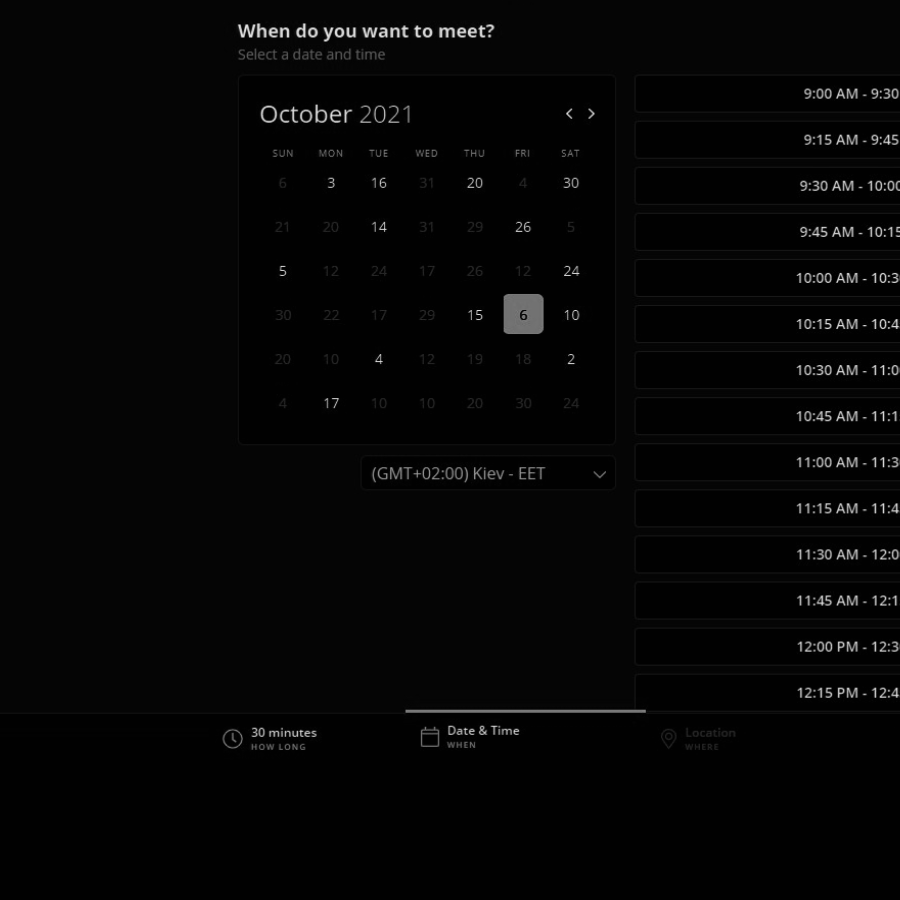 When do you want to meet?
Select a date and time
October 2021
SUN MON TUE WED THU FRI SAT
6 3 16 31 20 4 30
21 20 14 31 29 26 5
5 12 24 17 26 12 24
30 22 17 29 15 6 10
20 10 4 12 19 18 2
4 17 10 10 20 30 24
(GMT+02:00) Kiev - EET
9:00 AM - 9:30
9:15 AM - 9:45
9:30 AM - 10:00
9:45 AM - 10:15
10:00 AM - 10:3
10:15 AM - 10:4
10:30 AM - 11:0
10:45 AM - 11:1
11:00 AM - 11:3
11:15 AM - 11:4
11:30 AM - 12:0
11:45 AM - 12:1
12:00 PM - 12:3
12:15 PM - 12:4
30 minutes
HOW LONG
Date & Time
WHEN
Location
WHERE